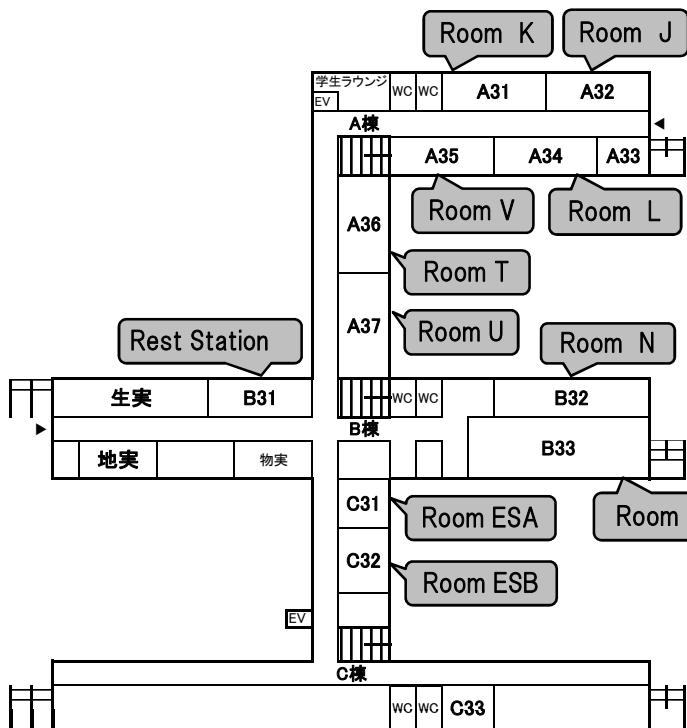 Room K
Room J
学生ラウンジ
WC
WC
A31
A32
EV
A棟
A35
A34
A33
Room V
Room L
A36
Room T
A37
Room U
Rest Station
Room N
生実
B31
WC
WC
B32
B棟
地実
物実
B33
C31
Room ESA
Room
C32
Room ESB
EV
C棟
WC
WC
C33